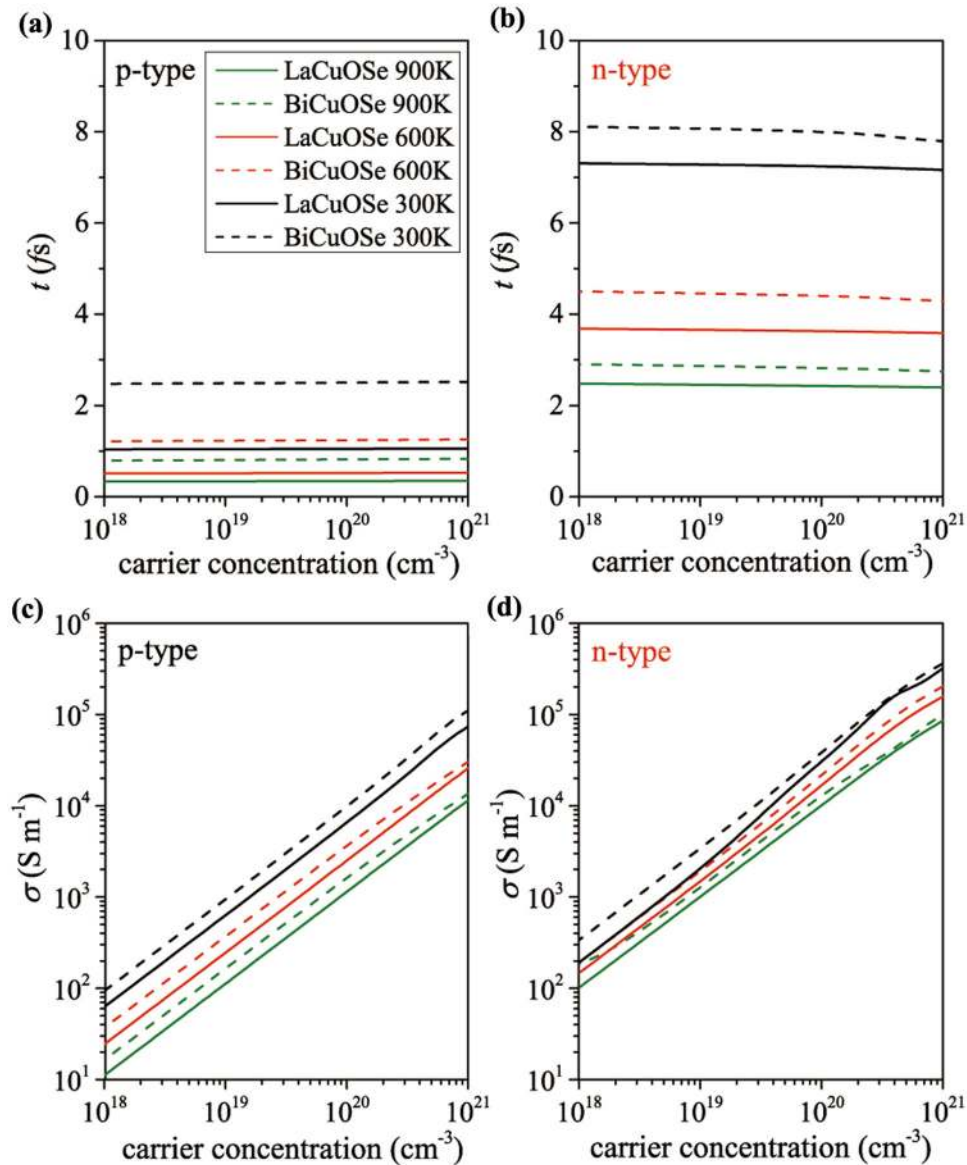 (a)
10
8
6
4
2
0
t (fs)
p-type
LaCuOSe 900K
BiCuOSe 900K
LaCuOSe 600K
BiCuOSe 600K
LaCuOSe 300K
BiCuOSe 300K
10^18 10^19 10^20 10^21
carrier concentration (cm^-3)
(b)
10
8
6
4
2
0
t (fs)
n-type
10^18 10^19 10^20 10^21
carrier concentration (cm^-3)
(c)
10^6
10^5
10^4
10^3
10^2
10^1
σ (S m^-1)
p-type
10^18 10^19 10^20 10^21
carrier concentration (cm^-3)
(d)
10^6
10^5
10^4
10^3
10^2
10^1
σ (S m^-1)
n-type
10^18 10^19 10^20 10^21
carrier concentration (cm^-3)